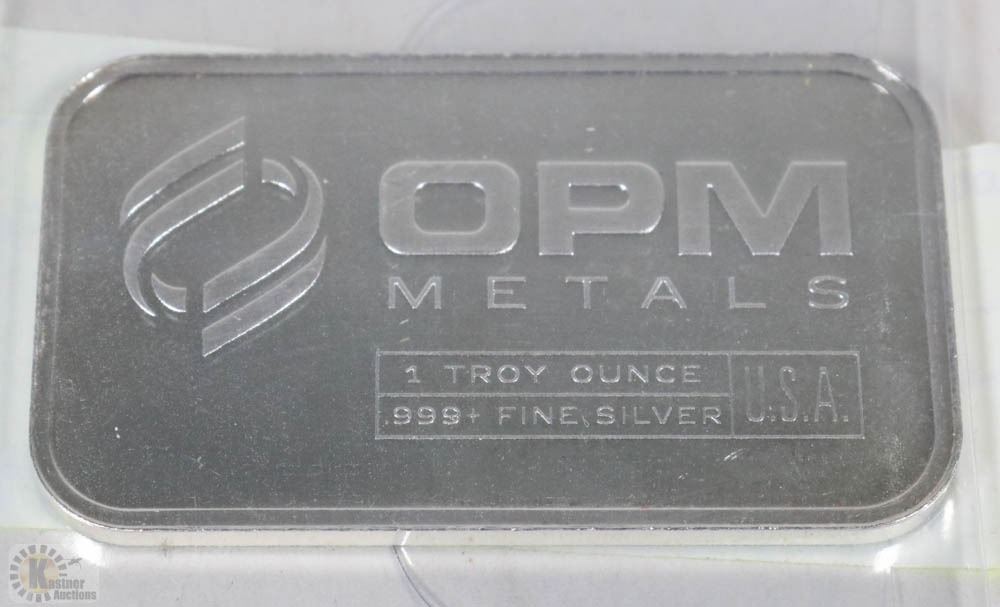 OPM
METALS
1 TROY OUNCE
.999+ FINE SILVER
U.S.A.
Kastner
Auctions